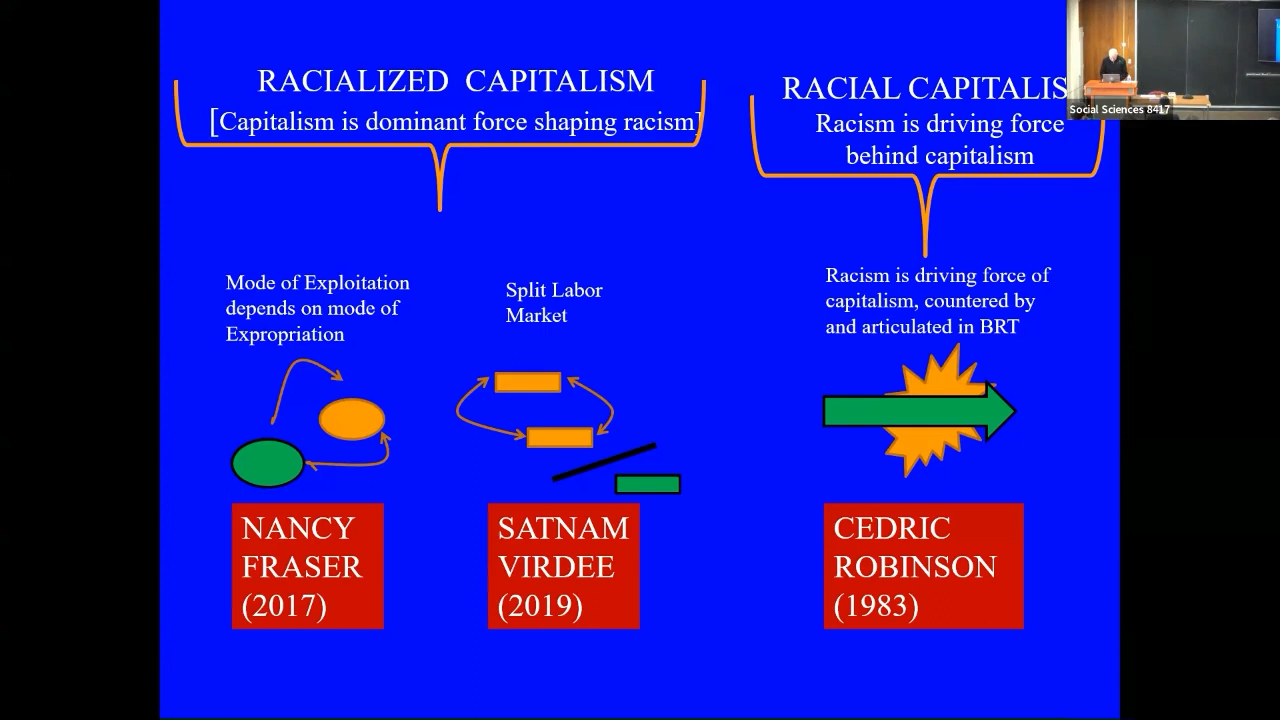 RACIALIZED CAPITALISM
[Capitalism is dominant force shaping racism]
RACIAL CAPITALIS
Racism is driving force
behind capitalism
Social Sciences 8417
Mode of Exploitation
depends on mode of
Expropriation
Split Labor
Market
Racism is driving force of
capitalism, countered by
and articulated in BRT
NANCY
FRASER
(2017)
SATNAM
VIRDEE
(2019)
CEDRIC
ROBINSON
(1983)